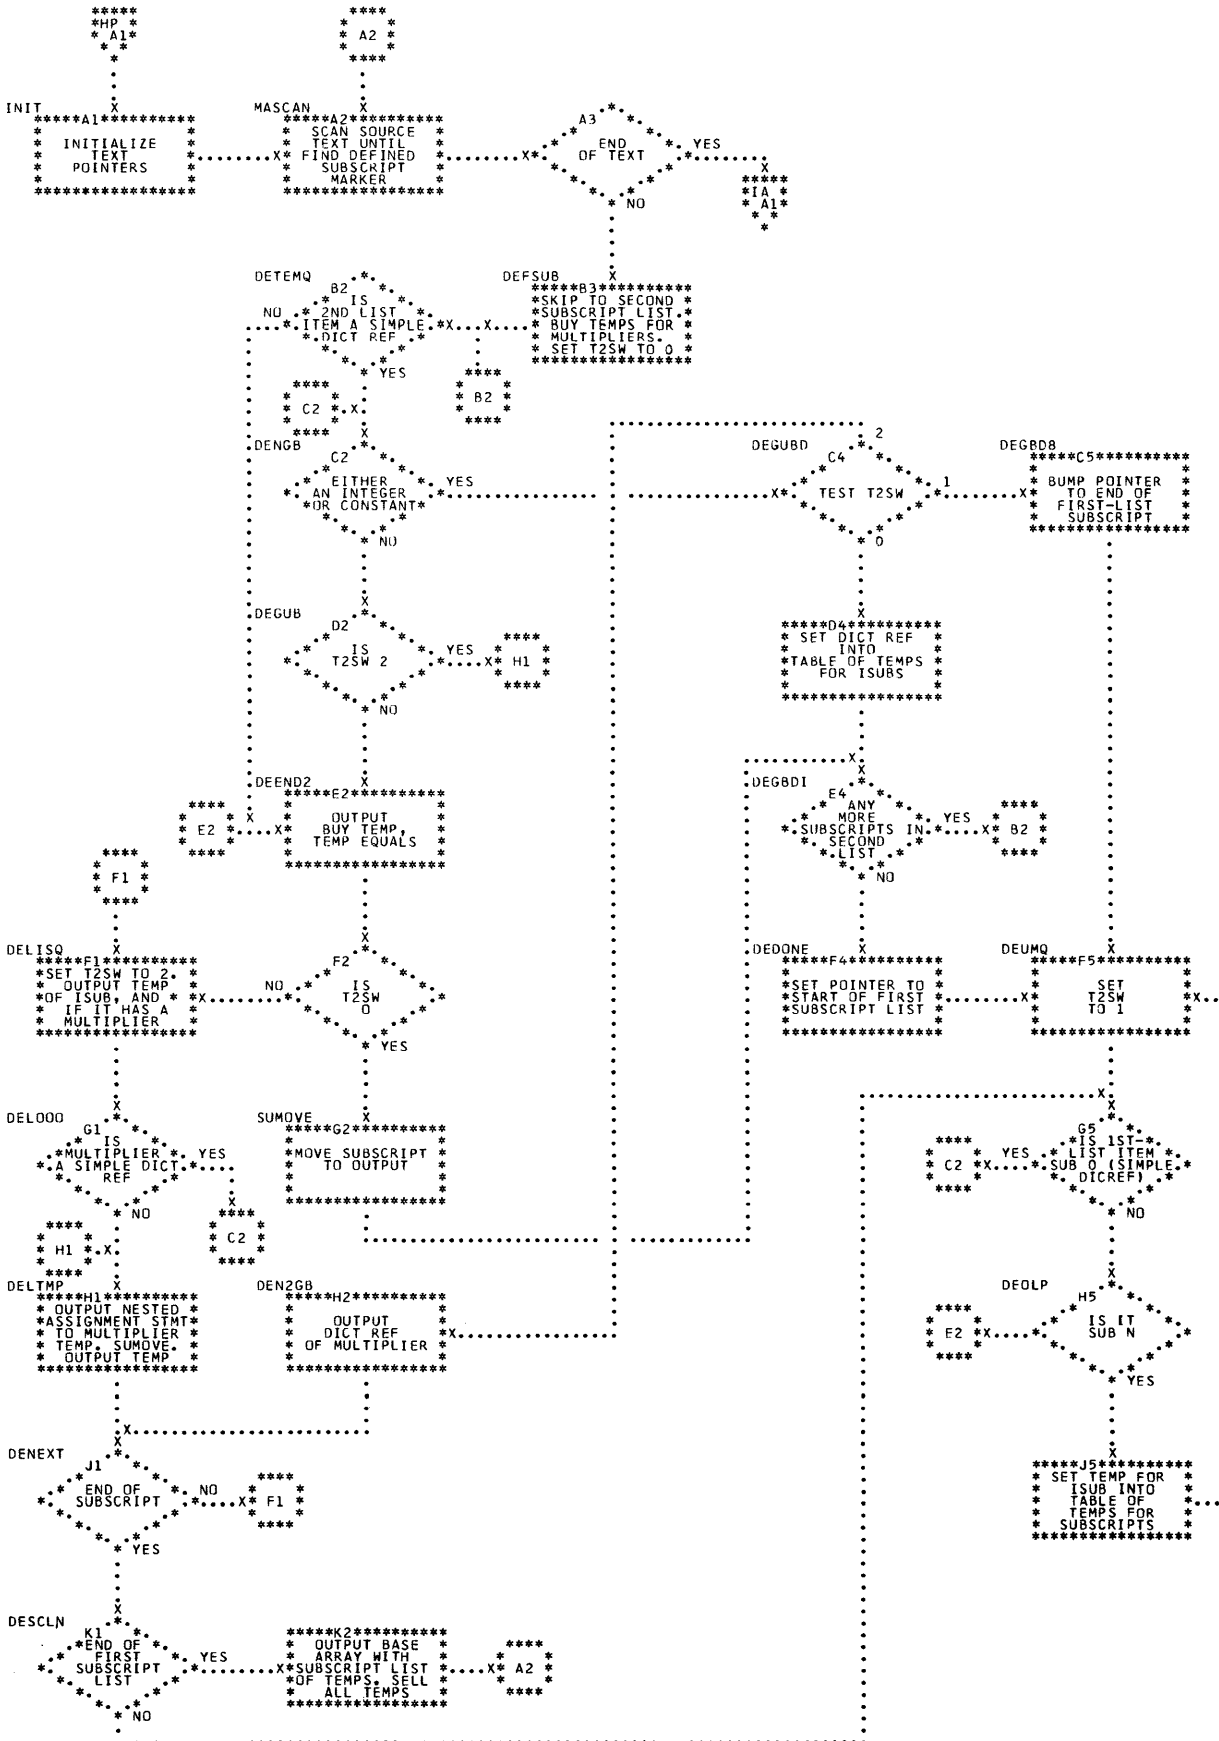 HP
A1
A2
INIT
A1
INITIALIZE
TEXT
POINTERS
MASCAN
A2
SCAN SOURCE
TEXT UNTIL
FIND DEFINED
SUBSCRIPT
MARKER
A3
END
OF TEXT
YES
NO
IA
A1
DETEMQ
B2
IS
2ND LIST
ITEM A SIMPLE
DICT REF
NO
YES
DEFSUB
B3
SKIP TO SECOND
SUBSCRIPT LIST.
BUY TEMPS FOR
MULTIPLIERS.
SET T2SW TO 0
B2
C2
DENGB
C2
EITHER
AN INTEGER
OR CONSTANT
YES
NO
DEGUBD
C4
TEST T2SW
2
1
0
DEGBD8
C5
BUMP POINTER
TO END OF
FIRST-LIST
SUBSCRIPT
DEGUB
D2
IS
T2SW 2
YES
NO
H1
D4
SET DICT REF
INTO
TABLE OF TEMPS
FOR ISUBS
DEEND2
E2
OUTPUT
BUY TEMP,
TEMP EQUALS
E2
DEGBDI
E4
ANY
MORE
SUBSCRIPTS IN
SECOND
LIST
YES
NO
B2
F1
DELISQ
F1
SET T2SW TO 2.
OUTPUT TEMP
OF ISUB, AND *
IF IT HAS A
MULTIPLIER
F2
IS
T2SW
0
NO
YES
DEDONE
F4
SET POINTER TO
START OF FIRST
SUBSCRIPT LIST
DEUMQ
F5
SET
T2SW
TO 1
DELOOO
G1
IS
MULTIPLIER
A SIMPLE DICT
REF
YES
NO
C2
SUMOVE
G2
MOVE SUBSCRIPT
TO OUTPUT
G5
IS 1ST-
LIST ITEM
SUB 0 (SIMPLE
DICREF)
YES
NO
C2
H1
DELTMP
H1
OUTPUT NESTED
ASSIGNMENT STMT
TO MULTIPLIER
TEMP. SUMOVE.
OUTPUT TEMP
DEN2GB
H2
OUTPUT
DICT REF
OF MULTIPLIER
DEOLP
H5
IS IT
SUB N
YES
E2
DENEXT
J1
END OF
SUBSCRIPT
NO
YES
F1
J5
SET TEMP FOR
ISUB INTO
TABLE OF
TEMPS FOR
SUBSCRIPTS
DESCLN
K1
END OF
FIRST
SUBSCRIPT
LIST
YES
NO
K2
OUTPUT BASE
ARRAY WITH
SUBSCRIPT LIST
OF TEMPS. SELL
ALL TEMPS
A2